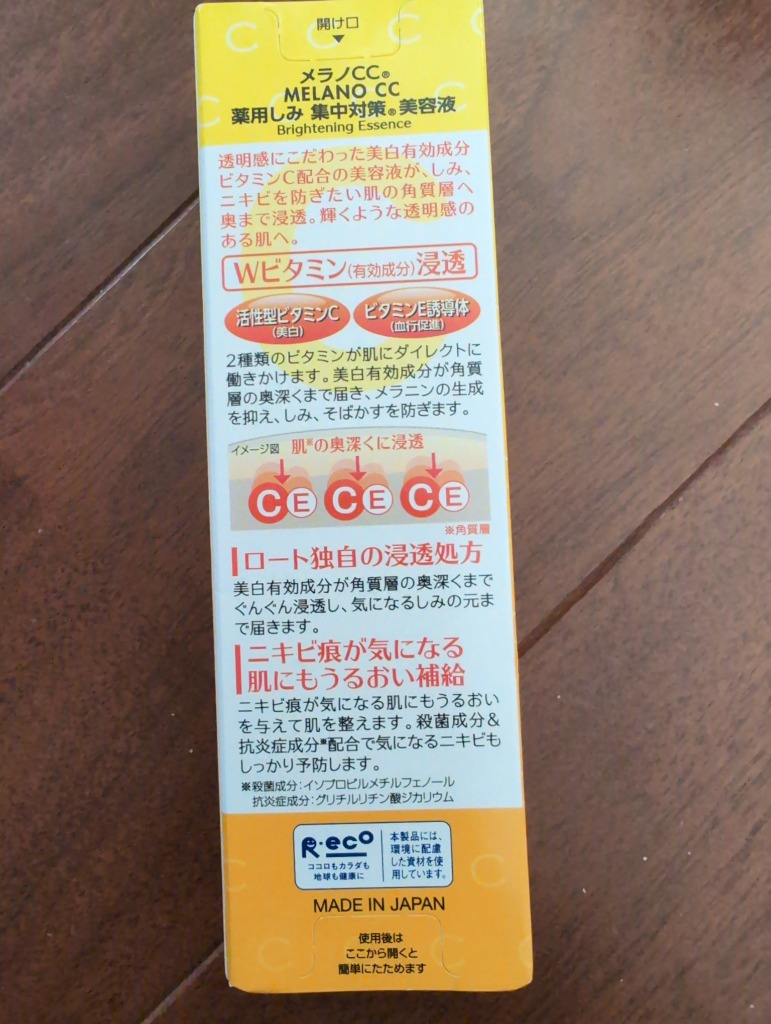 開け口
▼
メラノCC®
MELANO CC
薬用しみ 集中対策®美容液
Brightening Essence
透明感にこだわった美白有効成分
ビタミンC配合の美容液が、しみ、
ニキビを防ぎたい肌の角質層へ
奥まで浸透。輝くような透明感の
ある肌へ。
Wビタミン(有効成分)浸透
活性型ビタミンC
(美白)
ビタミンE誘導体
(血行促進)
2種類のビタミンが肌にダイレクトに
働きかけます。美白有効成分が角質
層の奥深くまで届き、メラニンの生成
を抑え、しみ、そばかすを防ぎます。
イメージ図 肌※の奥深くに浸透
C E C E C E
※角質層
ロート独自の浸透処方
美白有効成分が角質層の奥深くまで
ぐんぐん浸透し、気になるしみの元ま
で届きます。
ニキビ痕が気になる
肌にもうるおい補給
ニキビ痕が気になる肌にもうるおい
を与えて肌を整えます。殺菌成分&
抗炎症成分※配合で気になるニキビも
しっかり予防します。
※殺菌成分:イソプロピルメチルフェノール
抗炎症成分:グリチルリチン酸ジカリウム
R・eco
ココロもカラダも
地球も健康に
本製品には、
環境に配慮
した資材を使
用しています。
MADE IN JAPAN
使用後は
ここから開くと
簡単にたためます